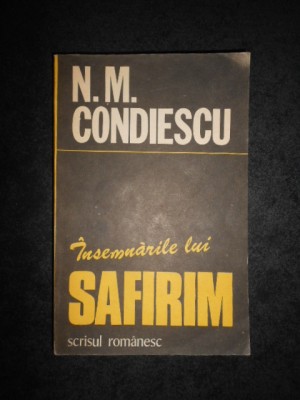 N. M.
CONDIESCU
Însemnările lui
SAFIRIM
scrisul românesc